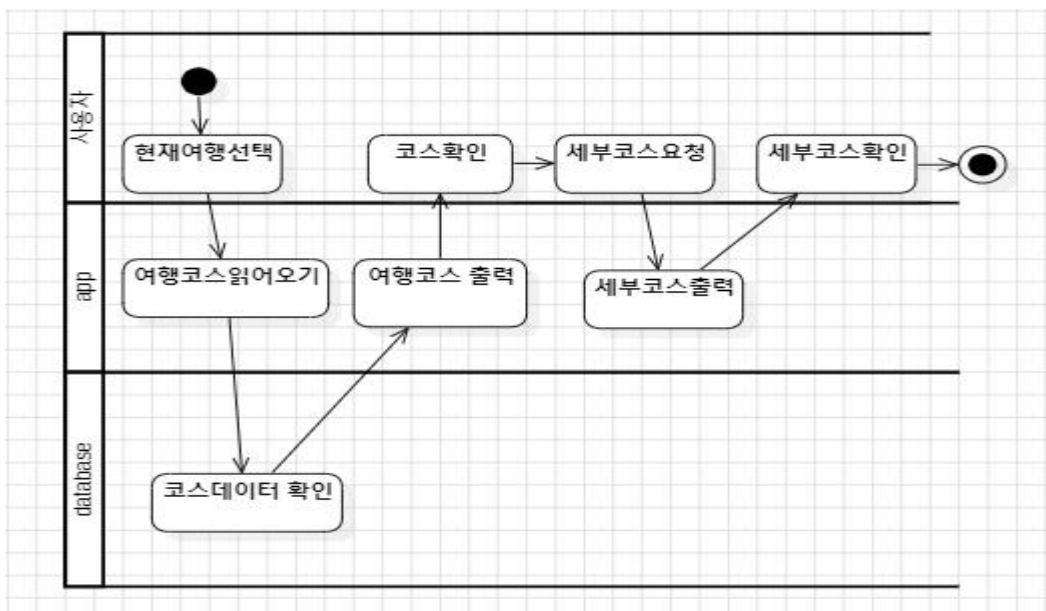 사용자
현재여행선택
코스확인
세부코스요청
세부코스확인
app
여행코스읽어오기
여행코스 출력
세부코스출력
database
코스데이터 확인